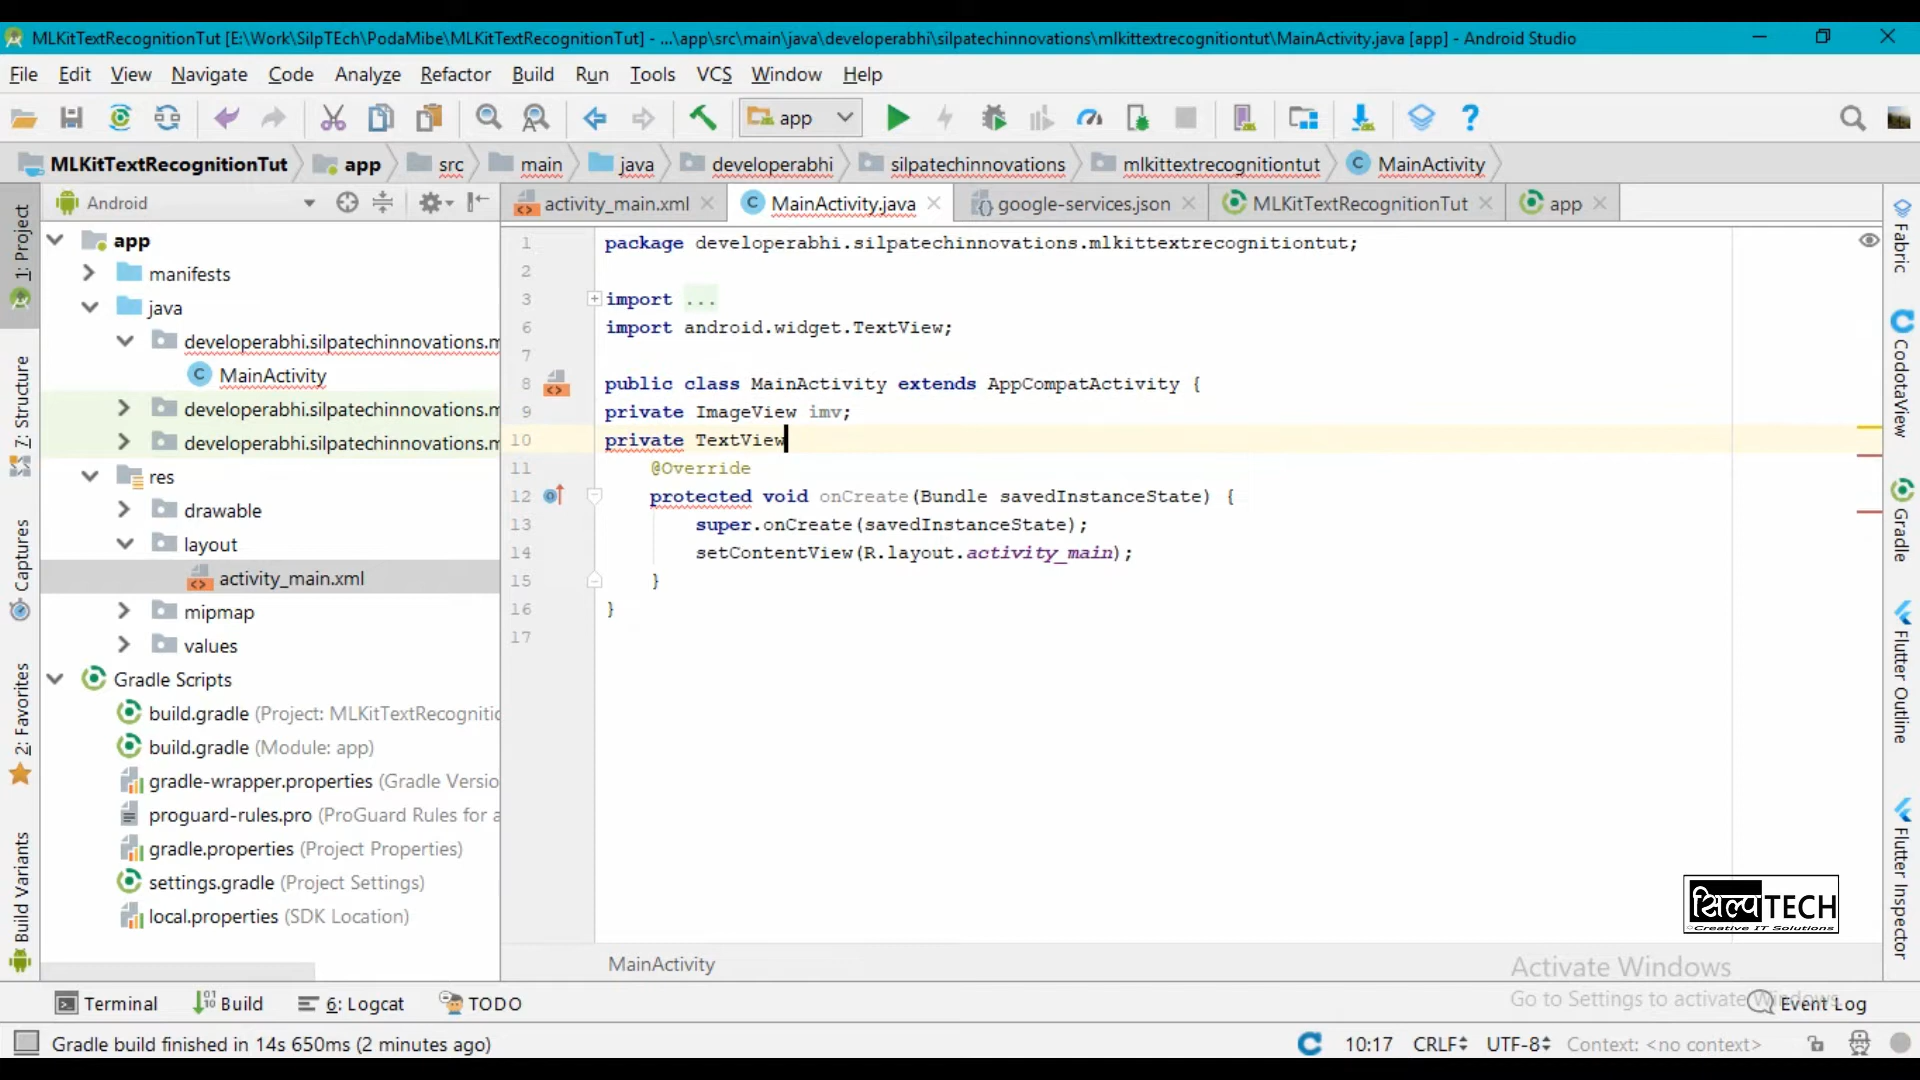 MLKitTextRecognitionTut [E:\Work\SilpTEch\PodaMibe\MLKitTextRecognitionTut] - ...\app\src\main\java\developerabhi\silpatechinnovations\mlkittextrecognitiontut\MainActivity.java [app] - Android Studio
File Edit View Navigate Code Analyze Refactor Build Run Tools VCS Window Help
app
MLKitTextRecognitionTut app src main java developerabhi silpatechinnovations mlkittextrecognitiontut MainActivity
Android
activity_main.xml MainActivity.java google-services.json MLKitTextRecognitionTut app
1: Project
7: Structure
Captures
2: Favorites
Build Variants
app
manifests
java
developerabhi.silpatechinnovations.m
MainActivity
developerabhi.silpatechinnovations.m
developerabhi.silpatechinnovations.m
res
drawable
layout
activity_main.xml
mipmap
values
Gradle Scripts
build.gradle (Project: MLKitTextRecognitio
build.gradle (Module: app)
gradle-wrapper.properties (Gradle Versio
proguard-rules.pro (ProGuard Rules for a
gradle.properties (Project Properties)
settings.gradle (Project Settings)
local.properties (SDK Location)
1 package developerabhi.silpatechinnovations.mlkittextrecognitiontut;
2
3 import ...
6 import android.widget.TextView;
7
8 public class MainActivity extends AppCompatActivity {
9 private ImageView imv;
10 private TextView
11 @Override
12 protected void onCreate(Bundle savedInstanceState) {
13 super.onCreate(savedInstanceState);
14 setContentView(R.layout.activity_main);
15 }
16 }
17
MainActivity
Fabric
CodotaView
Gradle
Flutter Outline
Flutter Inspector
सिल्पTECH
©Creative IT Solutions
Activate Windows
Go to Settings to activate Windows.
Terminal Build 6: Logcat TODO Event Log
Gradle build finished in 14s 650ms (2 minutes ago) 10:17 CRLF UTF-8 Context: <no context>